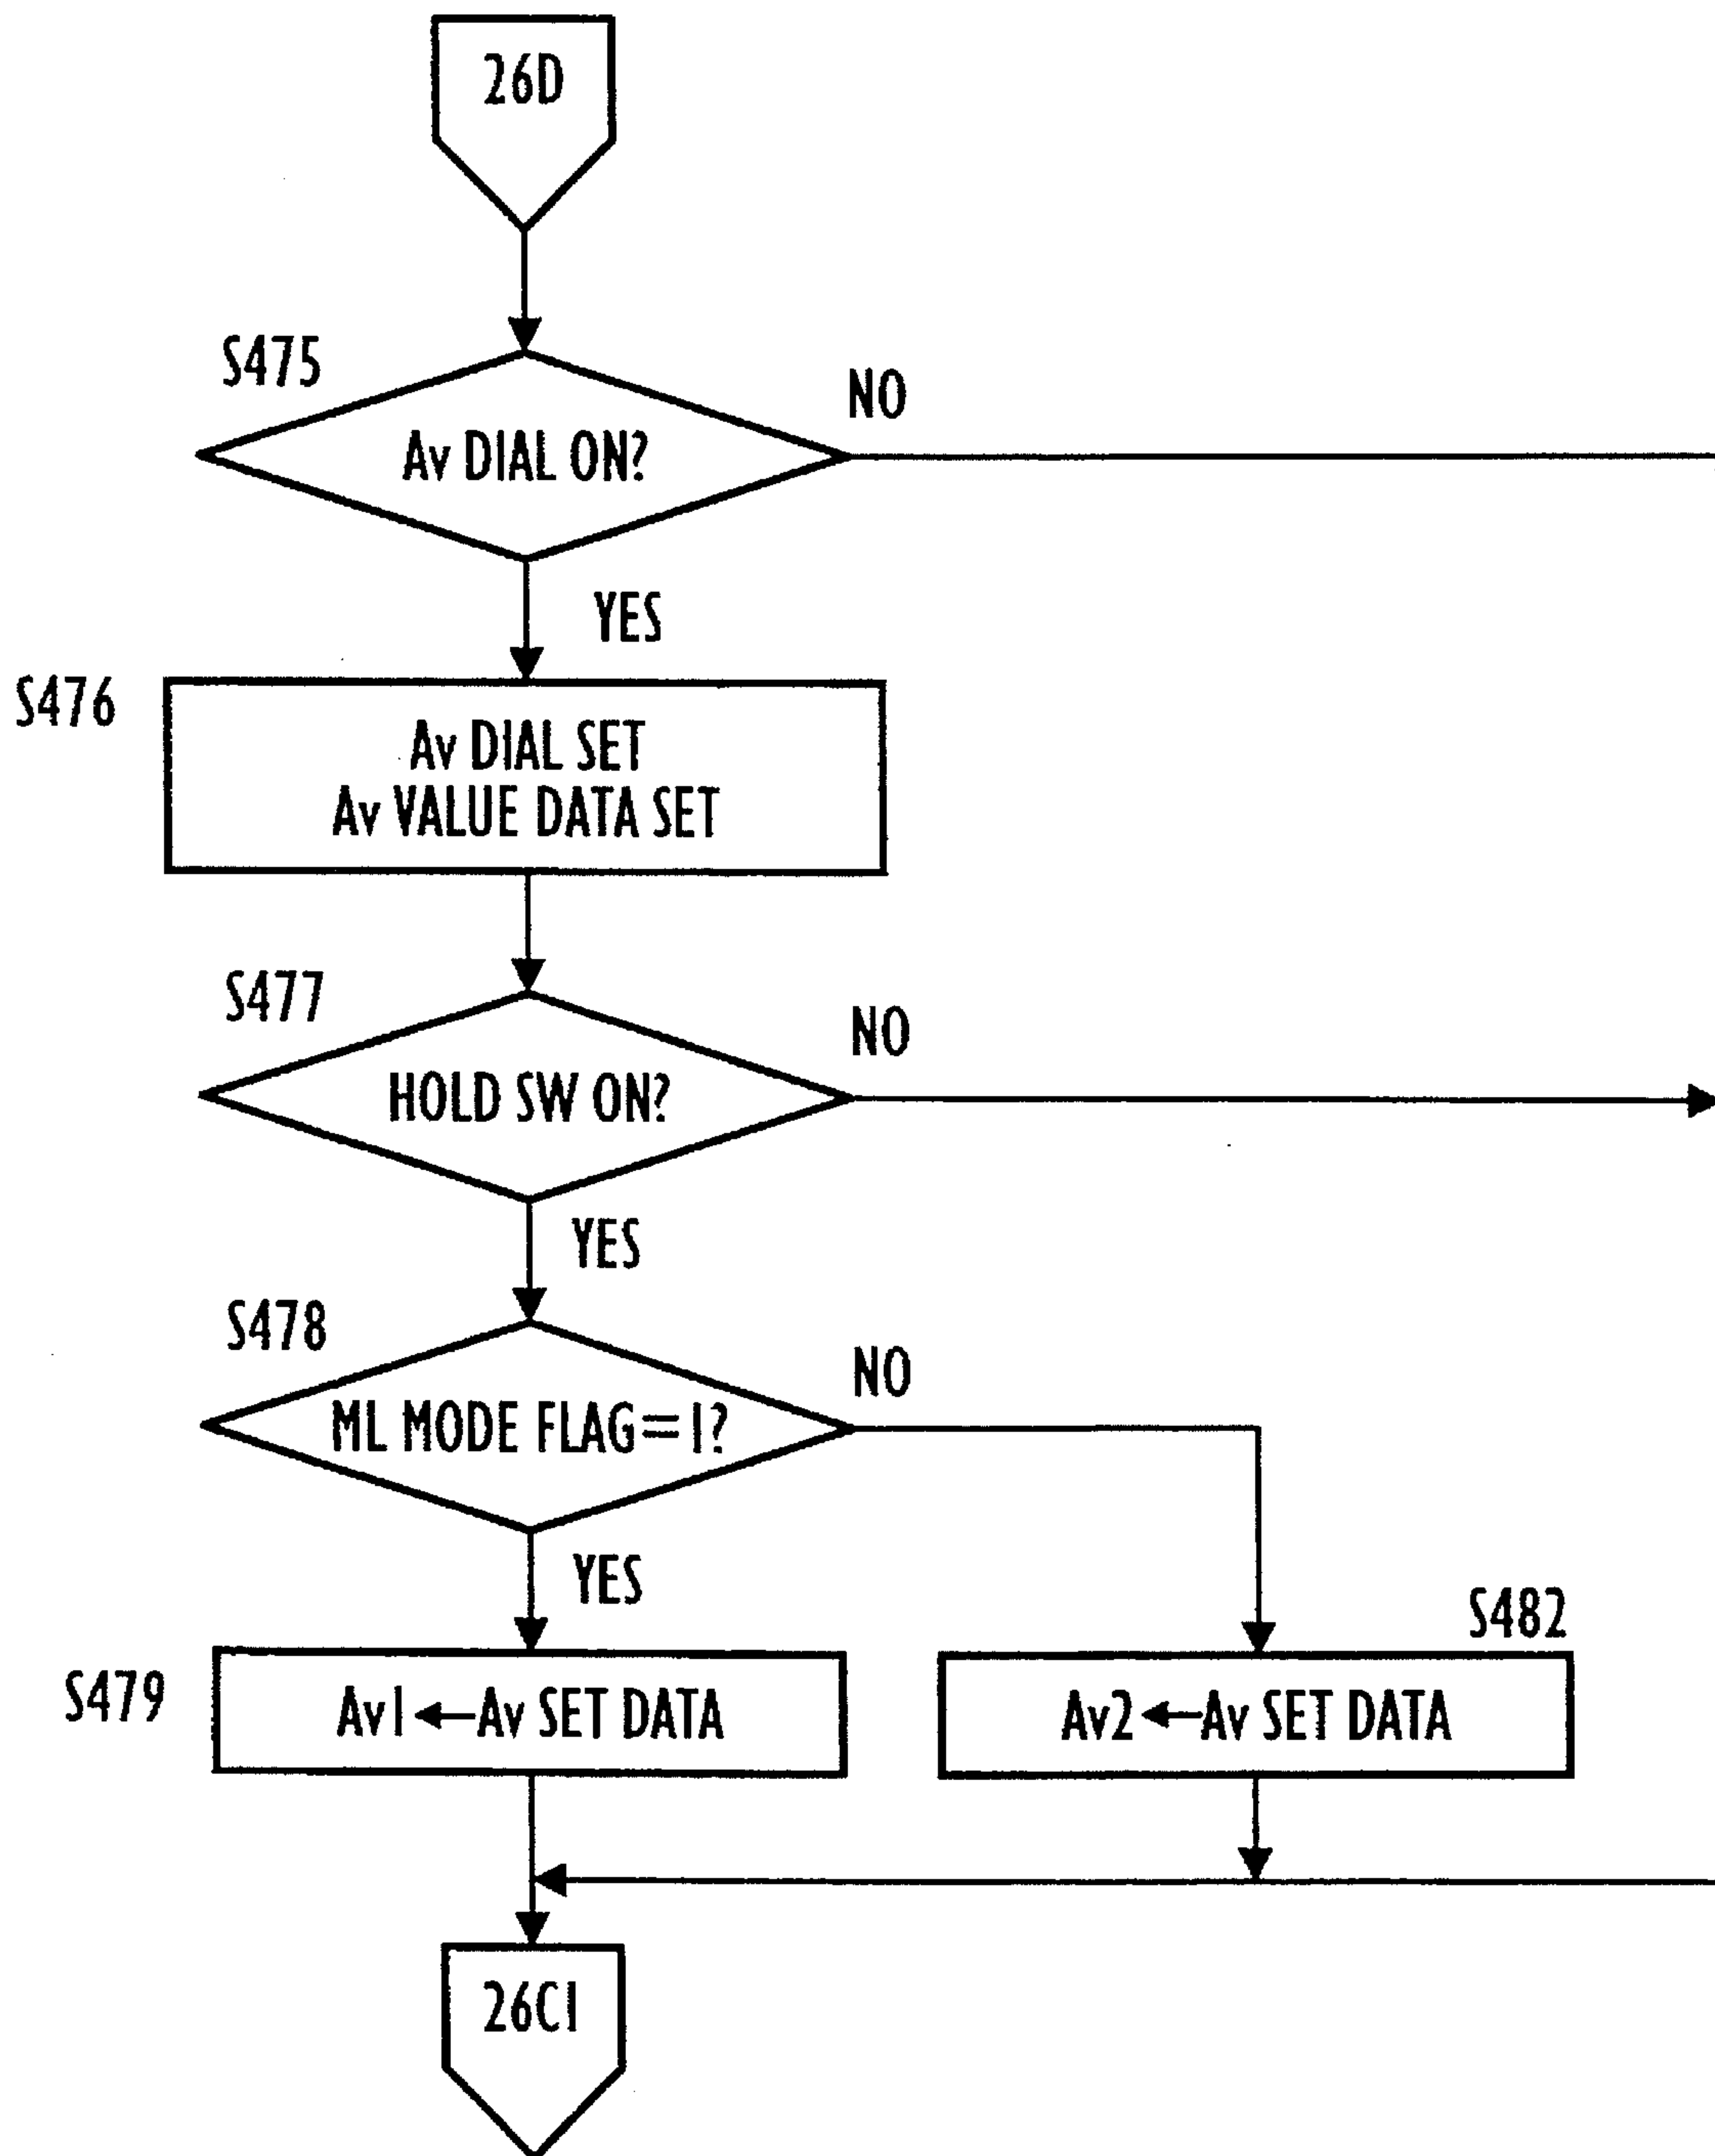 26D
S475
NO
Av DIAL ON?
YES
S476
Av DIAL SET
Av VALUE DATA SET
S477
NO
HOLD SW ON?
YES
S478
NO
ML MODE FLAG=1?
YES
S482
S479
Av1←Av SET DATA
Av2←Av SET DATA
26C1